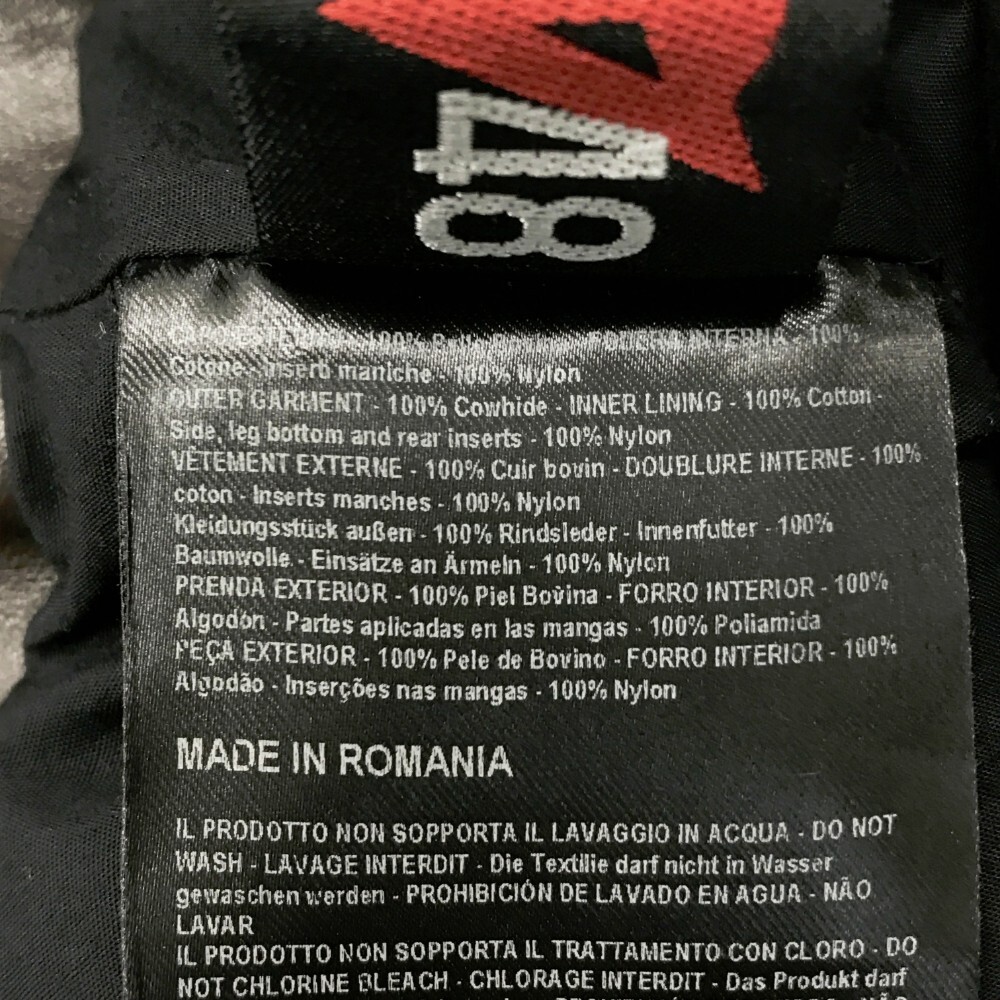 48
100% INTERNA - 100%
Cotone - Inserti maniche - 100% Nylon
OUTER GARMENT - 100% Cowhide - INNER LINING - 100% Cotton -
Side, leg bottom and rear inserts - 100% Nylon
VÊTEMENT EXTERNE - 100% Cuir bovin - DOUBLURE INTERNE - 100%
coton - Inserts manches - 100% Nylon
Kleidungsstück außen - 100% Rindsleder - Innenfutter - 100%
Baumwolle - Einsätze an Ärmeln - 100% Nylon
PRENDA EXTERIOR - 100% Piel Bovina - FORRO INTERIOR - 100%
Algodón - Partes aplicadas en las mangas - 100% Poliamida
PEÇA EXTERIOR - 100% Pele de Bovino - FORRO INTERIOR - 100%
Algodão - Inserções nas mangas - 100% Nylon
MADE IN ROMANIA
IL PRODOTTO NON SOPPORTA IL LAVAGGIO IN ACQUA - DO NOT
WASH - LAVAGE INTERDIT - Die Textilie darf nicht in Wasser
gewaschen werden - PROHIBICIÓN DE LAVADO EN AGUA - NÃO
LAVAR
IL PRODOTTO NON SOPPORTA IL TRATTAMENTO CON CLORO - DO
NOT CHLORINE BLEACH - CHLORAGE INTERDIT - Das Produkt darf